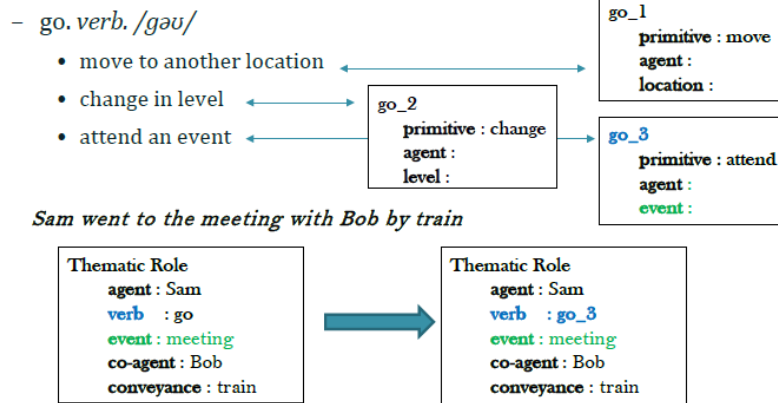 – go. verb. /gəʊ/
• move to another location
• change in level
• attend an event
go_1
primitive : move
agent :
location :
go_2
primitive : change
agent :
level :
go_3
primitive : attend
agent :
event :
Sam went to the meeting with Bob by train
Thematic Role
agent : Sam
verb : go
event : meeting
co-agent : Bob
conveyance : train
Thematic Role
agent : Sam
verb : go_3
event : meeting
co-agent : Bob
conveyance : train